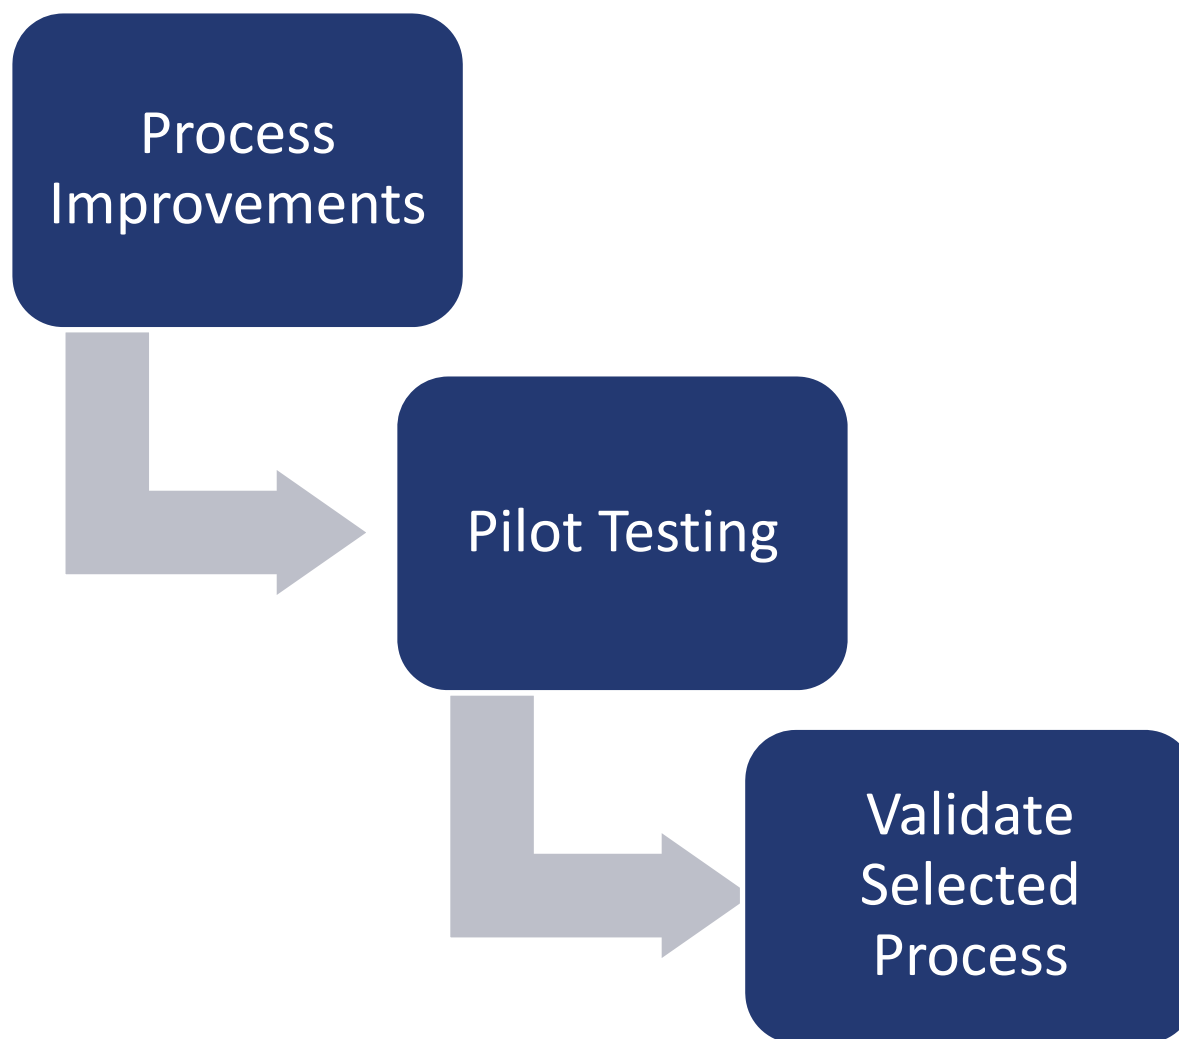 Process
Improvements
Pilot Testing
Validate
Selected
Process